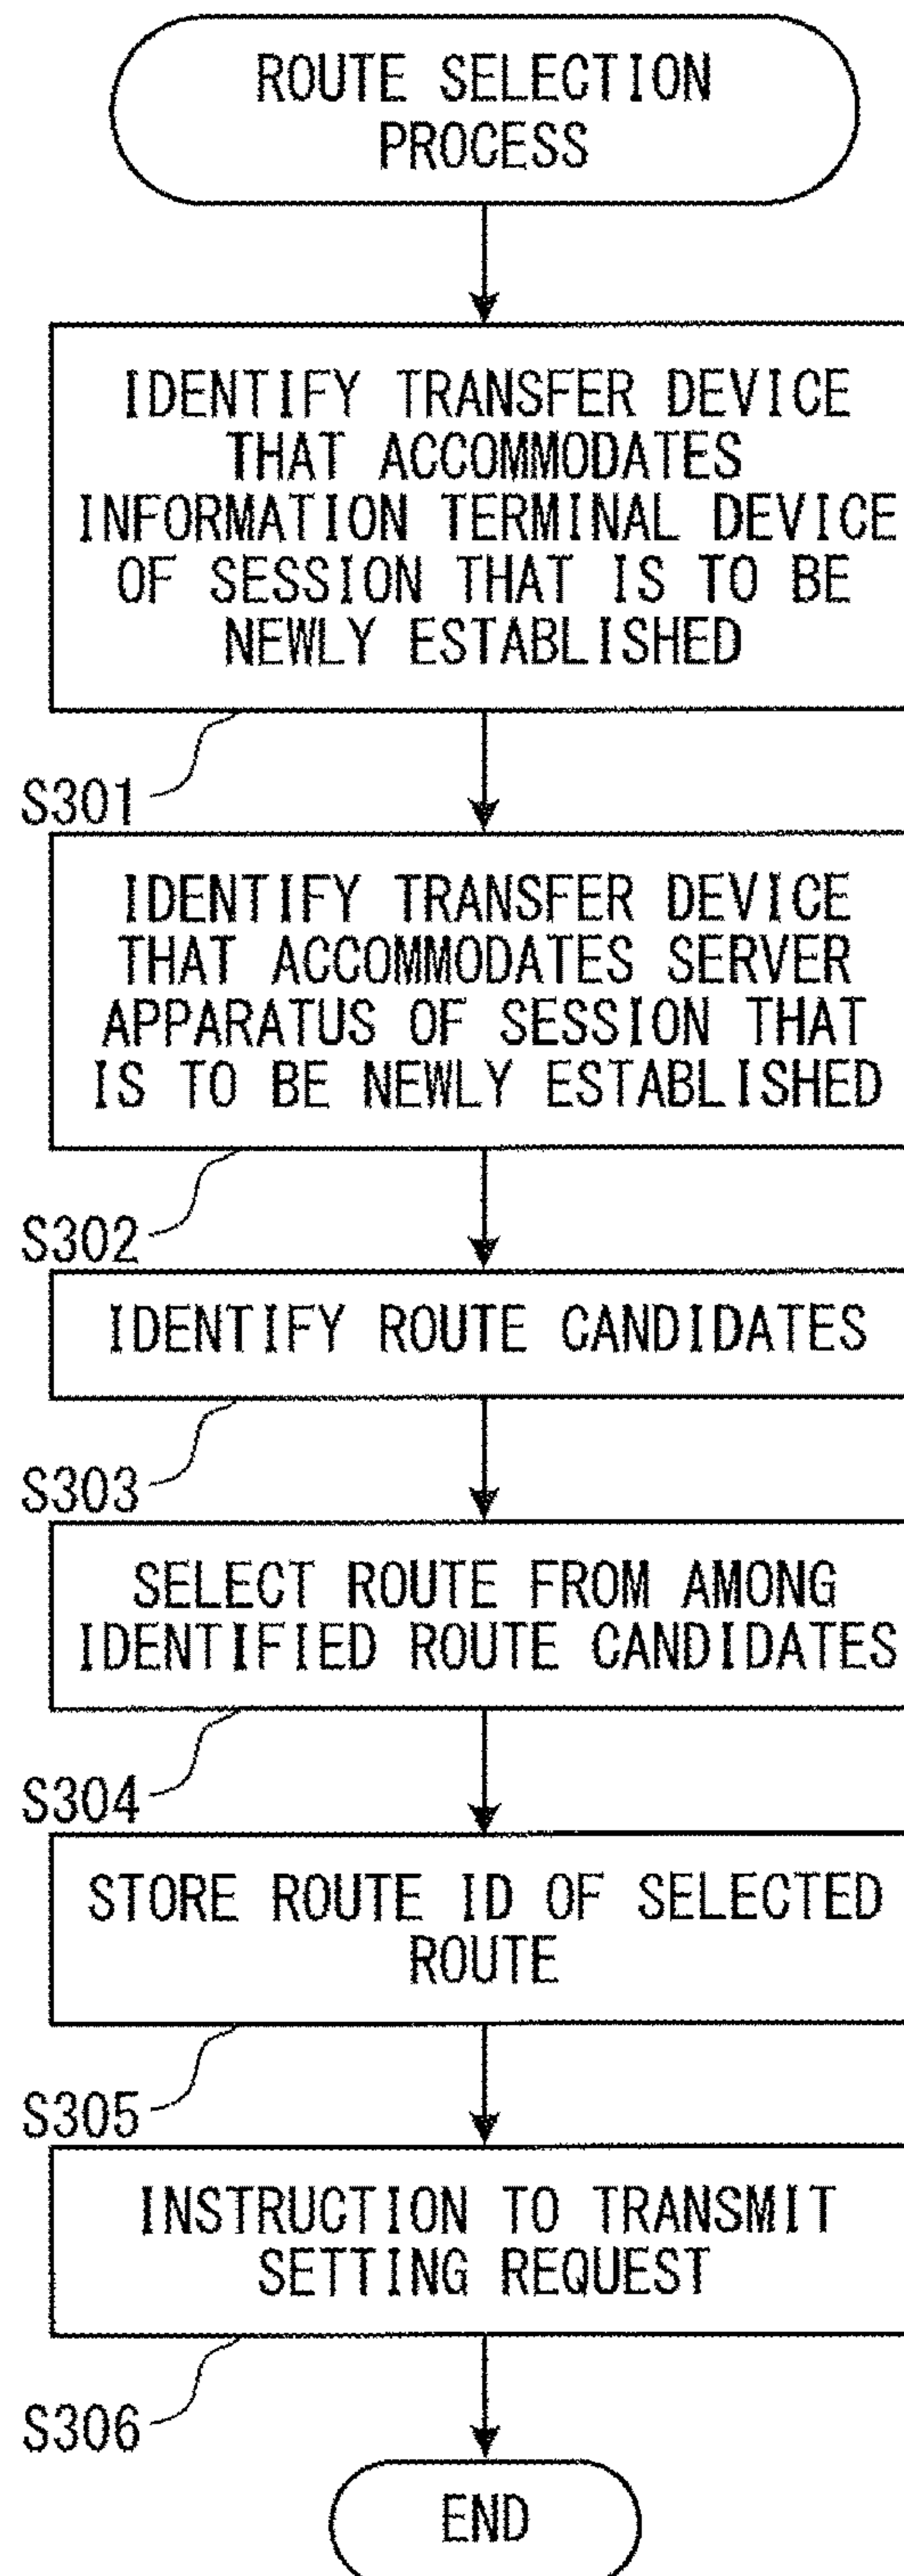 ROUTE SELECTION
PROCESS
IDENTIFY TRANSFER DEVICE
THAT ACCOMMODATES
INFORMATION TERMINAL DEVICE
OF SESSION THAT IS TO BE
NEWLY ESTABLISHED
S301
IDENTIFY TRANSFER DEVICE
THAT ACCOMMODATES SERVER
APPARATUS OF SESSION THAT
IS TO BE NEWLY ESTABLISHED
S302
IDENTIFY ROUTE CANDIDATES
S303
SELECT ROUTE FROM AMONG
IDENTIFIED ROUTE CANDIDATES
S304
STORE ROUTE ID OF SELECTED
ROUTE
S305
INSTRUCTION TO TRANSMIT
SETTING REQUEST
S306
END